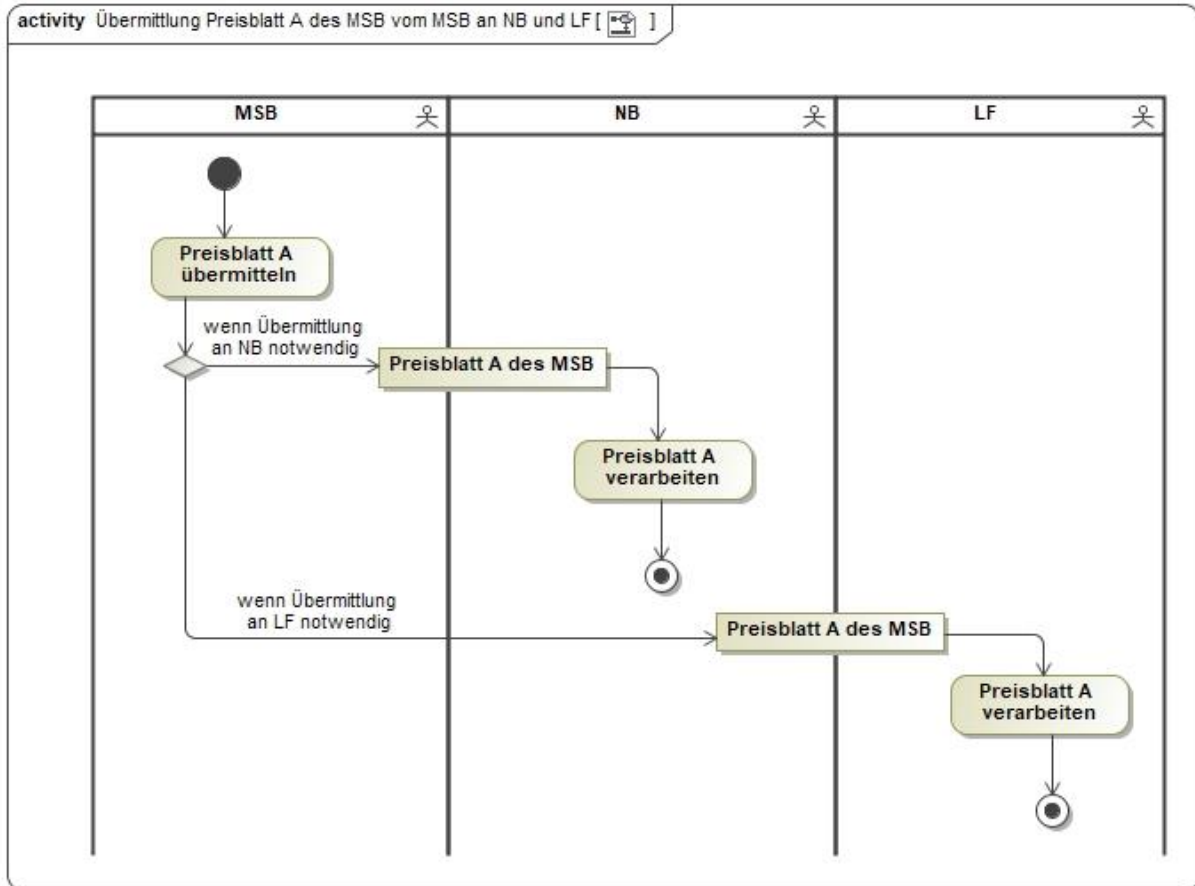 activity Übermittlung Preisblatt A des MSB vom MSB an NB und LF [ ]
MSB
NB
LF
Preisblatt A
übermitteln
wenn Übermittlung
an NB notwendig
Preisblatt A des MSB
Preisblatt A
verarbeiten
wenn Übermittlung
an LF notwendig
Preisblatt A des MSB
Preisblatt A
verarbeiten